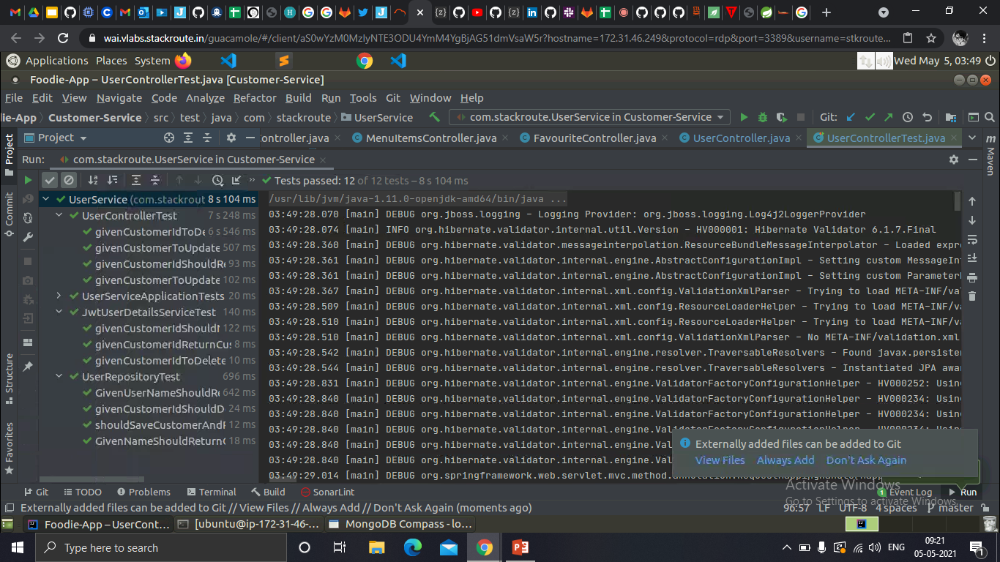 wai.vlabs.stackroute.in/guacamole/#/client/aS0wYzM0MzIyNTE3ODU4YmM4YgBjAG51dmVsaW5r?hostname=172.31.46.249&protocol=rdp&port=3389&username=stkroute...
Applications Places System Wed May 5, 03:49
Foodie-App – UserControllerTest.java [Customer-Service]
File Edit View Navigate Code Analyze Refactor Build Run Tools Git Window Help
die-App Customer-Service src test java com stackroute UserService com.stackroute.UserService in Customer-Service Git:
Project Controller.java MenuItemsController.java FavouriteController.java UserController.java UserControllerTest.java
Run: com.stackroute.UserService in Customer-Service
Tests passed: 12 of 12 tests – 8 s 104 ms
UserService (com.stackrout 8 s 104 ms
UserControllerTest 7 s 248 ms
givenCustomerIdToDe 6 s 546 ms
givenCustomerToUpdate 507 ms
givenCustomerIdShouldRe 93 ms
givenCustomerToUpdate 102 ms
UserServiceApplicationTests 20 ms
JwtUserDetailsServiceTest 140 ms
givenCustomerIdShouldN 122 ms
givenCustomerIdReturnCus 8 ms
givenCustomerIdToDelete 10 ms
UserRepositoryTest 696 ms
GivenUserNameShouldRe 642 ms
givenCustomerIdShouldD 24 ms
shouldSaveCustomerAndR 12 ms
GivenNameShouldReturnC 18 ms
/usr/lib/jvm/java-1.11.0-openjdk-amd64/bin/java ...
03:49:28.070 [main] DEBUG org.jboss.logging - Logging Provider: org.jboss.logging.Log4j2LoggerProvider
03:49:28.074 [main] INFO org.hibernate.validator.internal.util.Version - HV000001: Hibernate Validator 6.1.7.Final
03:49:28.360 [main] DEBUG org.hibernate.validator.messageinterpolation.ResourceBundleMessageInterpolator - Loaded expr
03:49:28.361 [main] DEBUG org.hibernate.validator.internal.engine.AbstractConfigurationImpl - Setting custom MessageInt
03:49:28.361 [main] DEBUG org.hibernate.validator.internal.engine.AbstractConfigurationImpl - Setting custom ParameterN
03:49:28.367 [main] DEBUG org.hibernate.validator.internal.xml.config.ValidationXmlParser - Trying to load META-INF/val
03:49:28.509 [main] DEBUG org.hibernate.validator.internal.xml.config.ResourceLoaderHelper - Trying to load META-INF/va
03:49:28.510 [main] DEBUG org.hibernate.validator.internal.xml.config.ResourceLoaderHelper - Trying to load META-INF/va
03:49:28.510 [main] DEBUG org.hibernate.validator.internal.xml.config.ValidationXmlParser - No META-INF/validation.xml
03:49:28.542 [main] DEBUG org.hibernate.validator.internal.engine.resolver.TraversableResolvers - Found javax.persisten
03:49:28.544 [main] DEBUG org.hibernate.validator.internal.engine.resolver.TraversableResolvers - Instantiated JPA awar
03:49:28.831 [main] DEBUG org.hibernate.validator.internal.engine.ValidatorFactoryConfigurationHelper - HV000252: Using
03:49:28.840 [main] DEBUG org.hibernate.validator.internal.engine.ValidatorFactoryConfigurationHelper - HV000234: Using
03:49:28.840 [main] DEBUG org.hibernate.validator.internal.engine.ValidatorFactoryConfigurationHelper - HV000234: Using
03:49:28.840 [main] DEBUG org.hibernate.validator.internal.engine.ValidatorFactoryConfigurationHelper - HV000234: Using
03:49:28.840 [main] DEBUG org.hibernate.validator.internal.engine.Val
03:49:28.840 [main] DEBUG org.hibernate.validator.internal.engine.Val
03:49:29.014 [main] DEBUG org.springframework.web.servlet.mvc.method.annotation.RequestMappingHandlerMapping
Externally added files can be added to Git
View Files Always Add Don't Ask Again
Project
Commit
Structure
Favorites
Maven
Git TODO Problems Terminal Build SonarLint 1 Event Log Run
Activate Windows
Go to Settings to activate Windows.
Externally added files can be added to Git // View Files // Always Add // Don't Ask Again (moments ago) 96:57 LF UTF-8 4 spaces master
Foodie-App – UserCont... [ubuntu@ip-172-31-46-... MongoDB Compass - lo...
Type here to search ENG 09:21
05-05-2021